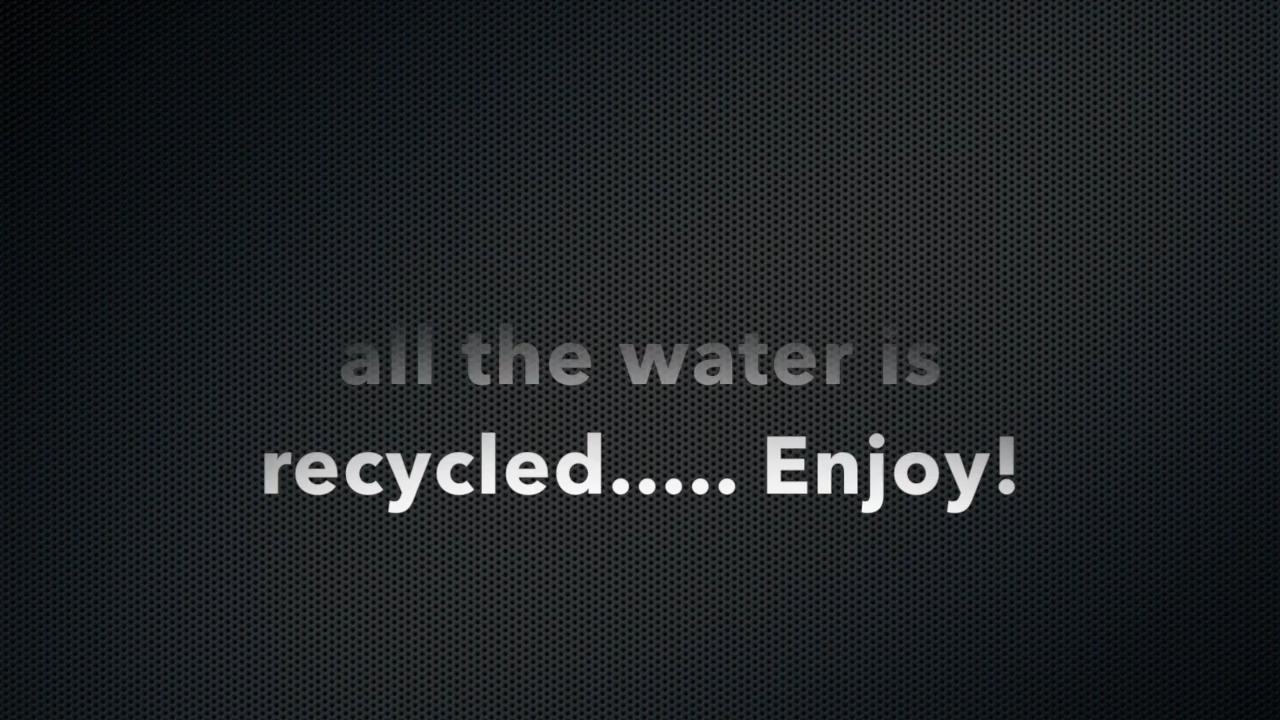 all the water is
recycled..... Enjoy!